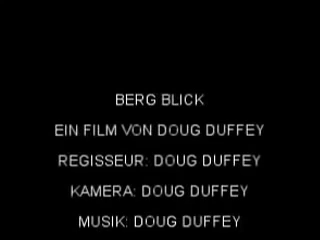 BERG BLICK
EIN FILM VON DOUG DUFFEY
REGISSEUR: DOUG DUFFEY
KAMERA: DOUG DUFFEY
MUSIK: DOUG DUFFEY